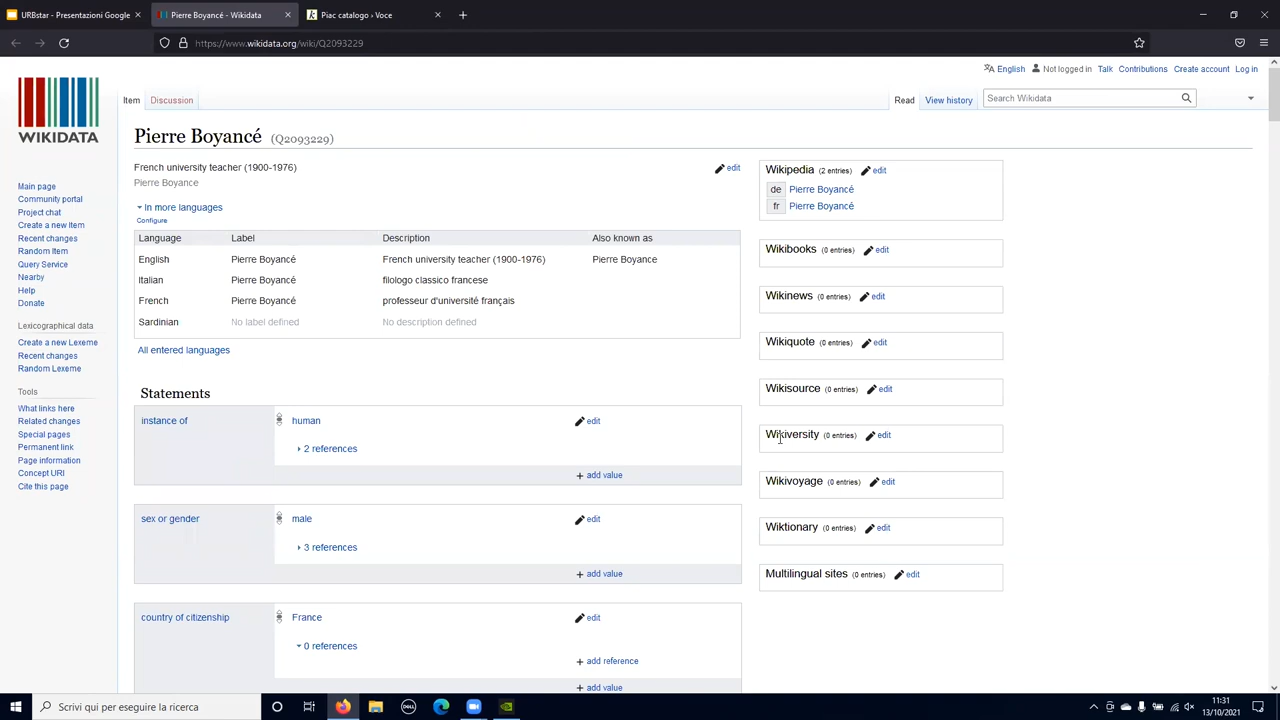 URBstar - Presentazioni Google
Pierre Boyancé - Wikidata
Piac catalogo › Voce
https://www.wikidata.org/wiki/Q2093229
English Not logged in Talk Contributions Create account Log in
Item Discussion Read View history Search Wikidata
WIKIDATA
Main page
Community portal
Project chat
Create a new Item
Recent changes
Random Item
Query Service
Nearby
Help
Donate
Lexicographical data
Create a new Lexeme
Recent changes
Random Lexeme
Tools
What links here
Related changes
Special pages
Permanent link
Page information
Concept URI
Cite this page
Pierre Boyancé (Q2093229)
French university teacher (1900-1976) edit
Pierre Boyance
In more languages
Configure
Language Label Description Also known as
English Pierre Boyancé French university teacher (1900-1976) Pierre Boyance
Italian Pierre Boyancé filologo classico francese
French Pierre Boyancé professeur d'université français
Sardinian No label defined No description defined
All entered languages
Statements
instance of human edit
2 references
+ add value
sex or gender male edit
3 references
+ add value
country of citizenship France edit
0 references
+ add reference
+ add value
Wikipedia (2 entries) edit
de Pierre Boyancé
fr Pierre Boyancé
Wikibooks (0 entries) edit
Wikinews (0 entries) edit
Wikiquote (0 entries) edit
Wikisource (0 entries) edit
Wikiversity (0 entries) edit
Wikivoyage (0 entries) edit
Wiktionary (0 entries) edit
Multilingual sites (0 entries) edit
Scrivi qui per eseguire la ricerca
DELL
11:31
13/10/2021